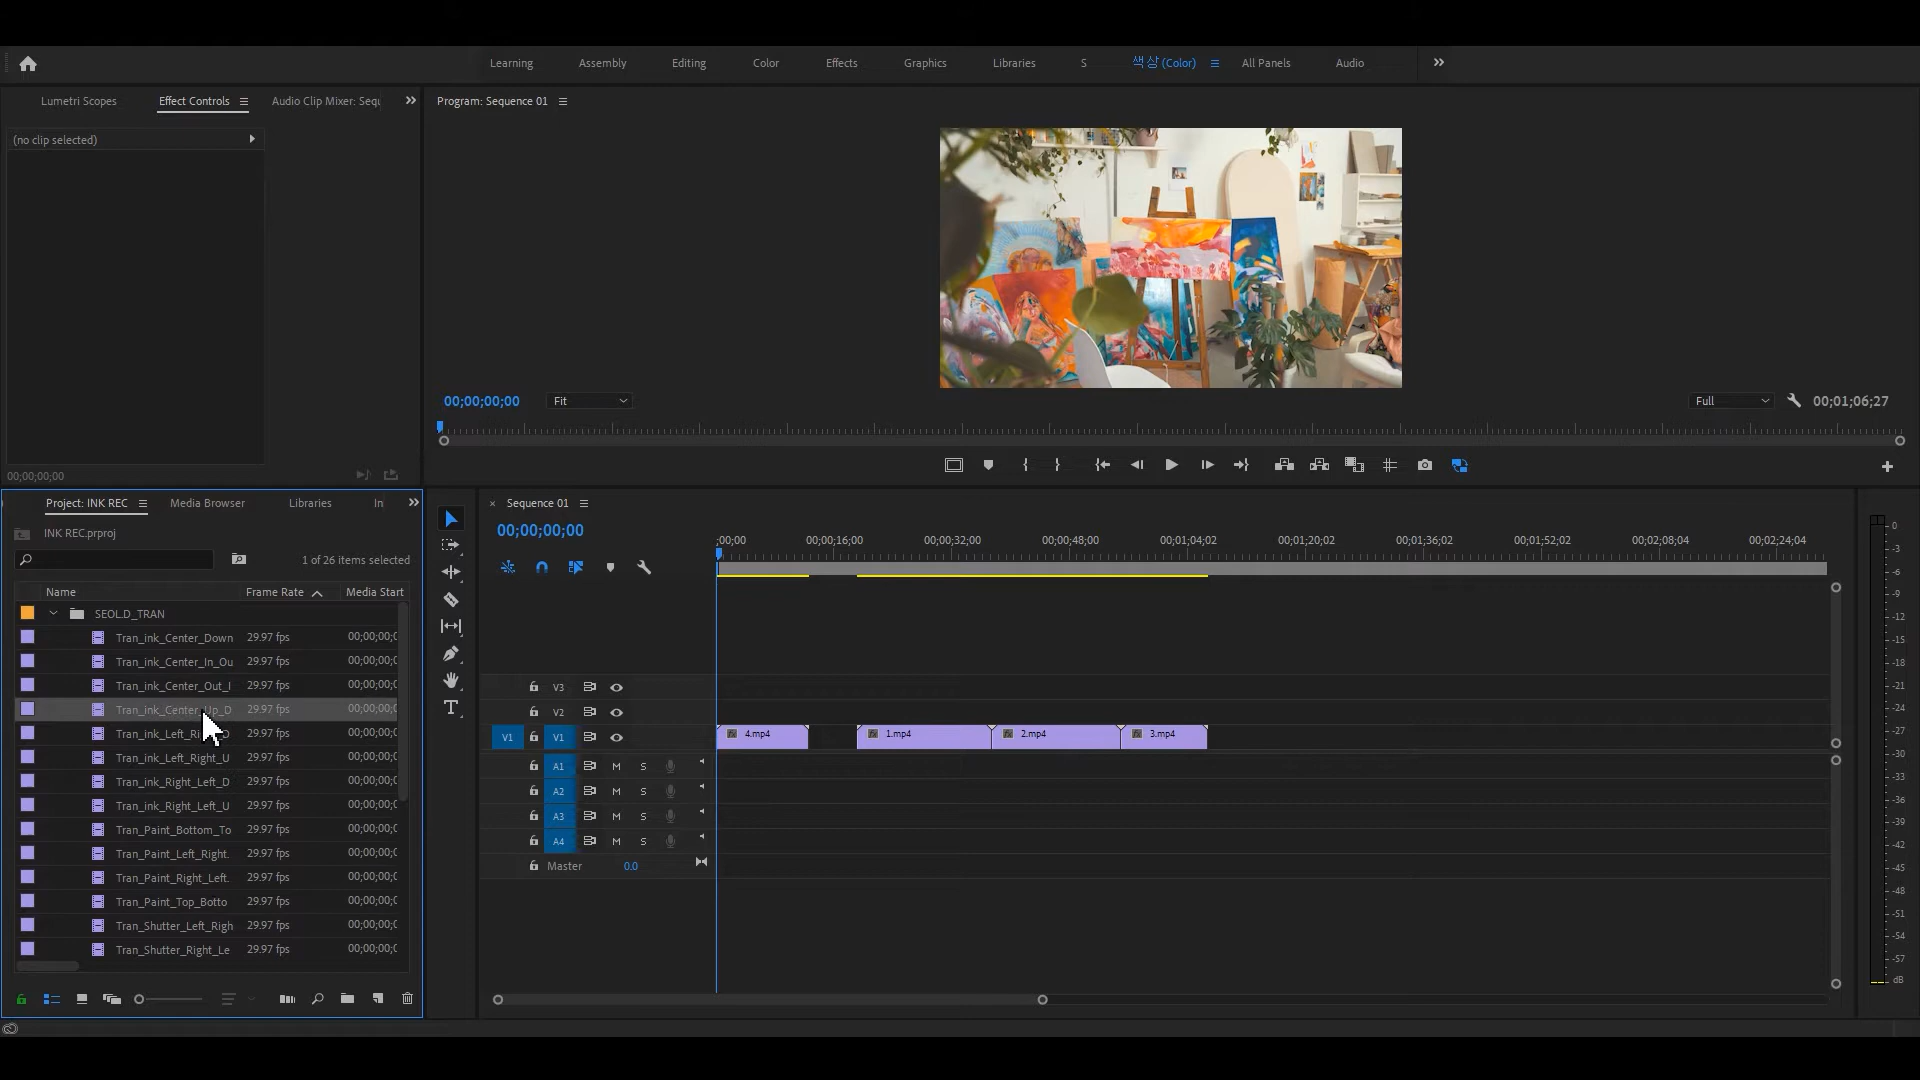 Learning Assembly Editing Color Effects Graphics Libraries S 색상 (Color) All Panels Audio
Lumetri Scopes Effect Controls Audio Clip Mixer: Sequ
Program: Sequence 01
(no clip selected)
00;00;00;00 Fit Full 00;01;06;27
00;00;00;00
Project: INK REC Media Browser Libraries In
INK REC.prproj
1 of 26 items selected
Name Frame Rate Media Start
SEOL.D_TRAN
Tran_ink_Center_Down 29.97 fps 00;00;00;0
Tran_ink_Center_In_Ou 29.97 fps 00;00;00;0
Tran_ink_Center_Out_I 29.97 fps 00;00;00;0
Tran_ink_Center_Up_D 29.97 fps 00;00;00;0
Tran_ink_Left_Ri 29.97 fps 00;00;00;0
Tran_ink_Left_Right_U 29.97 fps 00;00;00;0
Tran_ink_Right_Left_D 29.97 fps 00;00;00;0
Tran_ink_Right_Left_U 29.97 fps 00;00;00;0
Tran_Paint_Bottom_To 29.97 fps 00;00;00;0
Tran_Paint_Left_Right. 29.97 fps 00;00;00;0
Tran_Paint_Right_Left. 29.97 fps 00;00;00;0
Tran_Paint_Top_Botto 29.97 fps 00;00;00;0
Tran_Shutter_Left_Righ 29.97 fps 00;00;00;0
Tran_Shutter_Right_Le 29.97 fps 00;00;00;0
Sequence 01
00;00;00;00
;00;00 00;00;16;00 00;00;32;00 00;00;48;00 00;01;04;02 00;01;20;02 00;01;36;02 00;01;52;02 00;02;08;04 00;02;24;04
V3
V2
V1 V1 4.mp4 1.mp4 2.mp4 3.mp4
A1 M S
A2 M S
A3 M S
A4 M S
Master 0.0
0
-3
-6
-9
-12
-15
-18
-21
-24
-27
-30
-33
-36
-39
-42
-45
-48
-51
-54
-57
dB